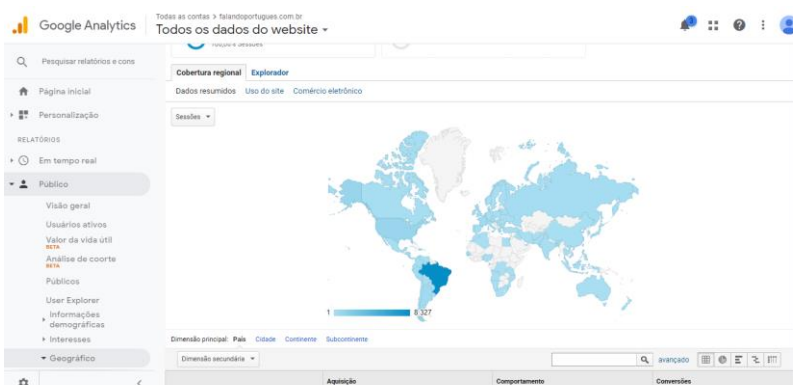 Google Analytics
Todas as contas > falandoportugues.com.br
Todos os dados do website
Pesquisar relatórios e cons
Página inicial
Personalização
RELATÓRIOS
Em tempo real
Público
Visão geral
Usuários ativos
Valor da vida útil
BETA
Análise de coorte
BETA
Públicos
User Explorer
Informações
demográficas
Interesses
Geográfico
Cobertura regional Explorador
Dados resumidos Uso do site Comércio eletrônico
Sessões
1 8.327
Dimensão principal: País Cidade Continente Subcontinente
Dimensão secundária
avançado
Aquisição Comportamento Conversões